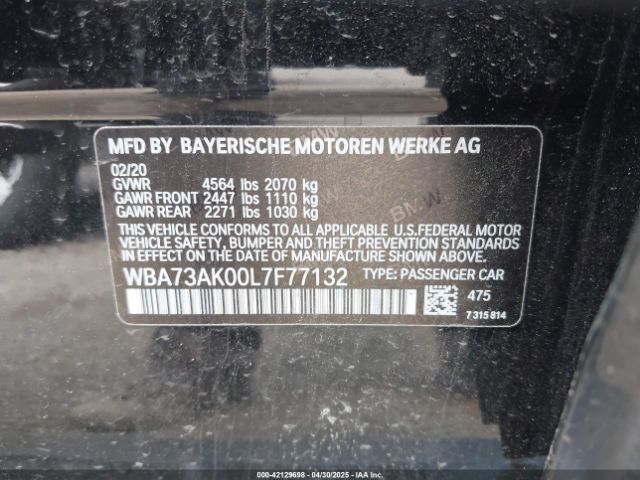 MFD BY BAYERISCHE MOTOREN WERKE AG
02/20
GVWR 4564 lbs 2070 kg
GAWR FRONT 2447 lbs 1110 kg
GAWR REAR 2271 lbs 1030 kg
THIS VEHICLE CONFORMS TO ALL APPLICABLE U.S.FEDERAL MOTOR
VEHICLE SAFETY, BUMPER AND THEFT PREVENTION STANDARDS
IN EFFECT ON THE DATE OF MANUFACTURE SHOWN ABOVE.
WBA73AK00L7F77132 TYPE: PASSENGER CAR
475
7 315 814
000-42129698 - 04/30/2025 - IAAI INC. - COPART